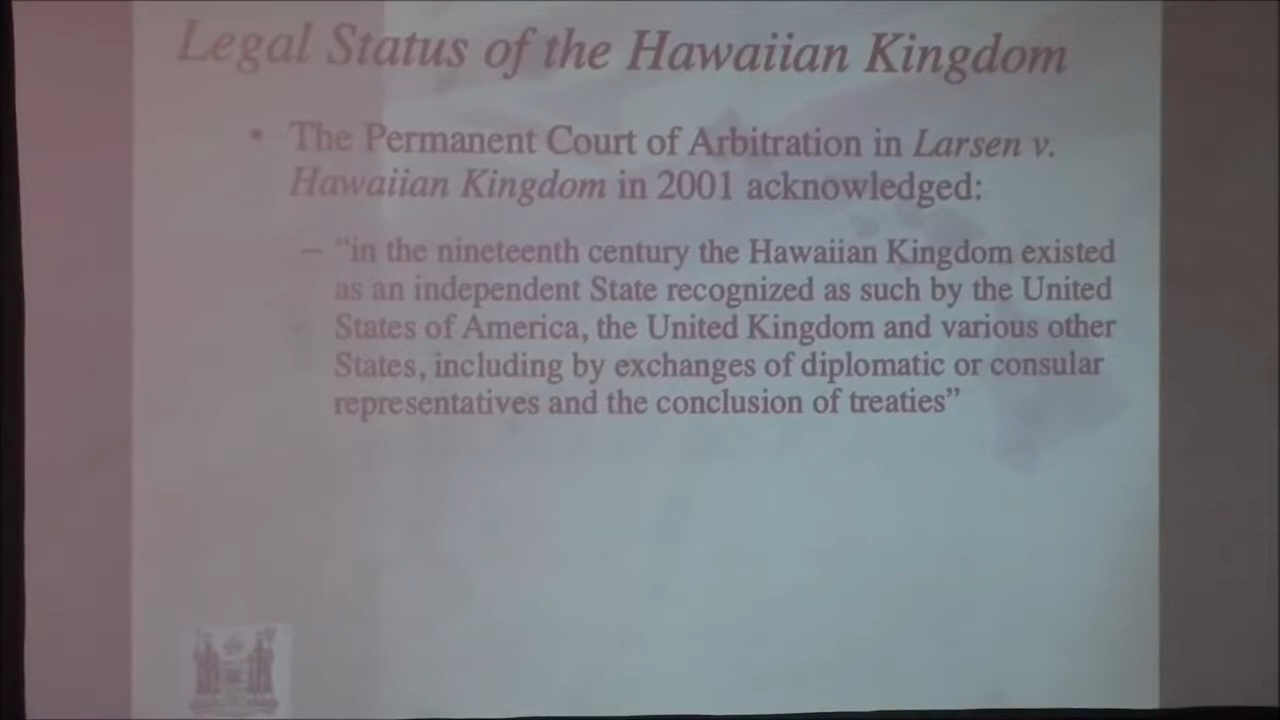 Legal Status of the Hawaiian Kingdom
• The Permanent Court of Arbitration in Larsen v.
Hawaiian Kingdom in 2001 acknowledged:
– “in the nineteenth century the Hawaiian Kingdom existed
as an independent State recognized as such by the United
States of America, the United Kingdom and various other
States, including by exchanges of diplomatic or consular
representatives and the conclusion of treaties”